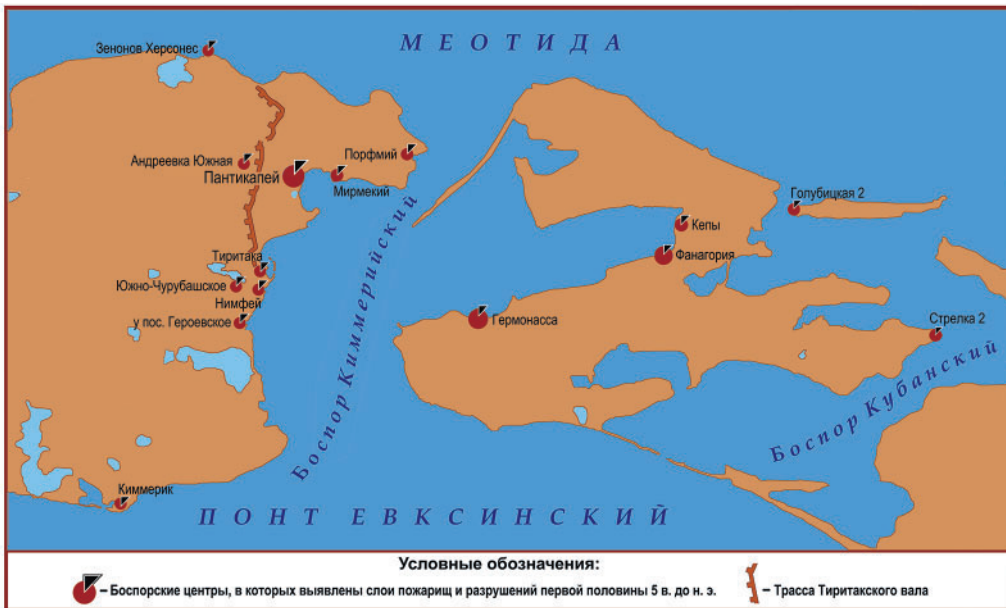 МЕОТИДА
Зенонов Херсонес
Андреевка Южная
Пантикапей
Порфмий
Мирмекий
Голубицкая 2
Кепы
Фанагория
Тиритака
Южно-Чурубашское
Нимфей
у пос. Героевское
Гермонасса
Стрелка 2
Боспор Киммерийский
Боспор Кубанский
Киммерик
ПОНТ ЕВКСИНСКИЙ
Условные обозначения:
– Боспорские центры, в которых выявлены слои пожарищ и разрушений первой половины 5 в. до н. э.
– Трасса Тиритакского вала